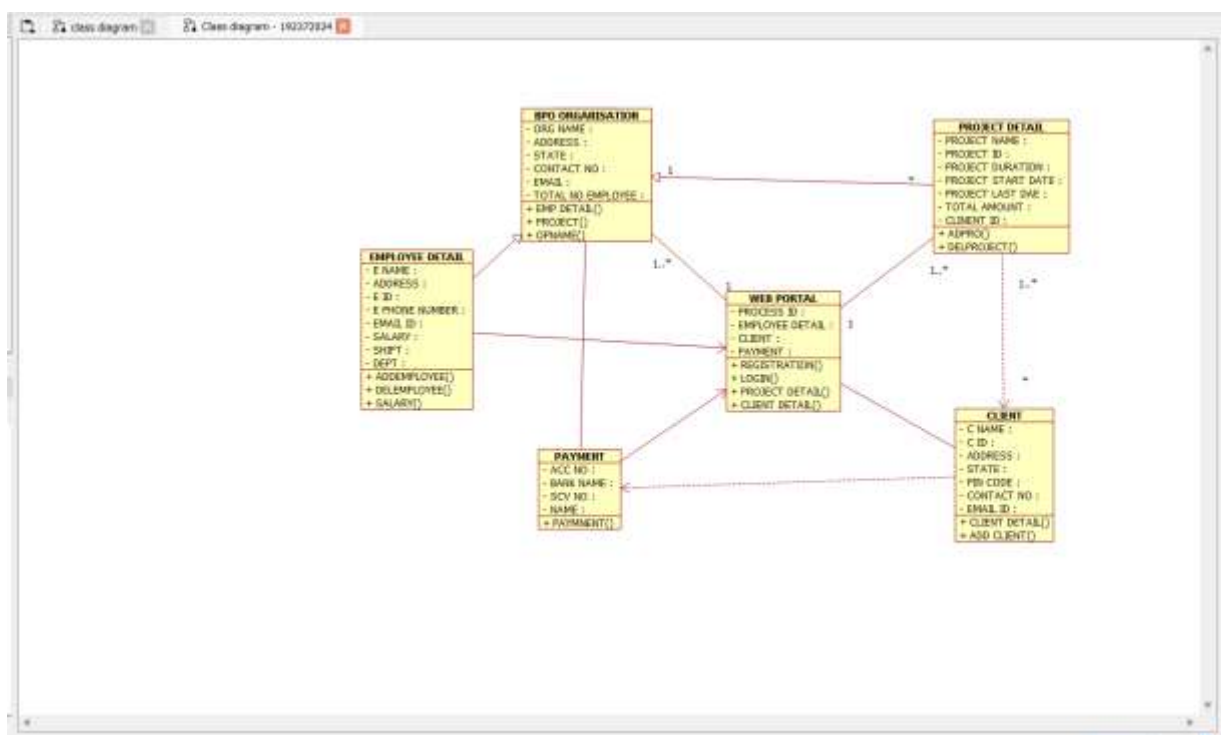 class diagram
Class diagram - 192372024
BPO ORGANISATION
- ORG NAME :
- ADDRESS :
- STATE :
- CONTACT NO :
- EMAIL :
- TOTAL NO EMPLOYEE :
+ EMP DETAIL()
+ PROJECT()
+ OPNAME()
1
*
PROJECT DETAIL
- PROJECT NAME :
- PROJECT ID :
- PROJECT DURATION :
- PROJECT START DATE :
- PROJECT LAST DAE :
- TOTAL AMOUNT :
- CLINENT ID :
+ ADPRO()
+ DELPROJECT()
EMPLOYEE DETAIL
- E NAME :
- ADDRESS :
- E ID :
- E PHONE NUMBER :
- EMAIL ID :
- SALARY :
- SHIFT :
- DEPT :
+ ADDEMPLOYEE()
+ DELEMPLOYEE()
+ SALARY()
1..*
1
1..*
1..*
WEB PORTAL
- PROCESS ID :
- EMPLOYEE DETAIL :
- CLIENT :
- PAYMENT :
+ REGISTRATION()
+ LOGIN()
+ PROJECT DETAIL()
+ CLIENT DETAIL()
*
PAYMENT
- ACC NO :
- BANK NAME :
- SCV NO :
- NAME :
+ PAYMNENT()
CLIENT
- C NAME :
- C ID :
- ADDRESS :
- STATE :
- PIN CODE :
- CONTACT NO :
- EMAIL ID :
+ CLIENT DETAIL()
+ ADD CLIENT()